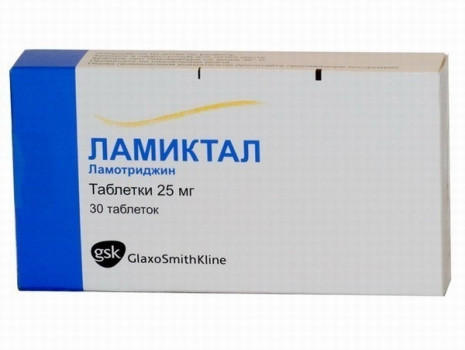 ЛАМИКТАЛ
Ламотриджин
Таблетки 25 мг
30 таблеток
gsk GlaxoSmithKline